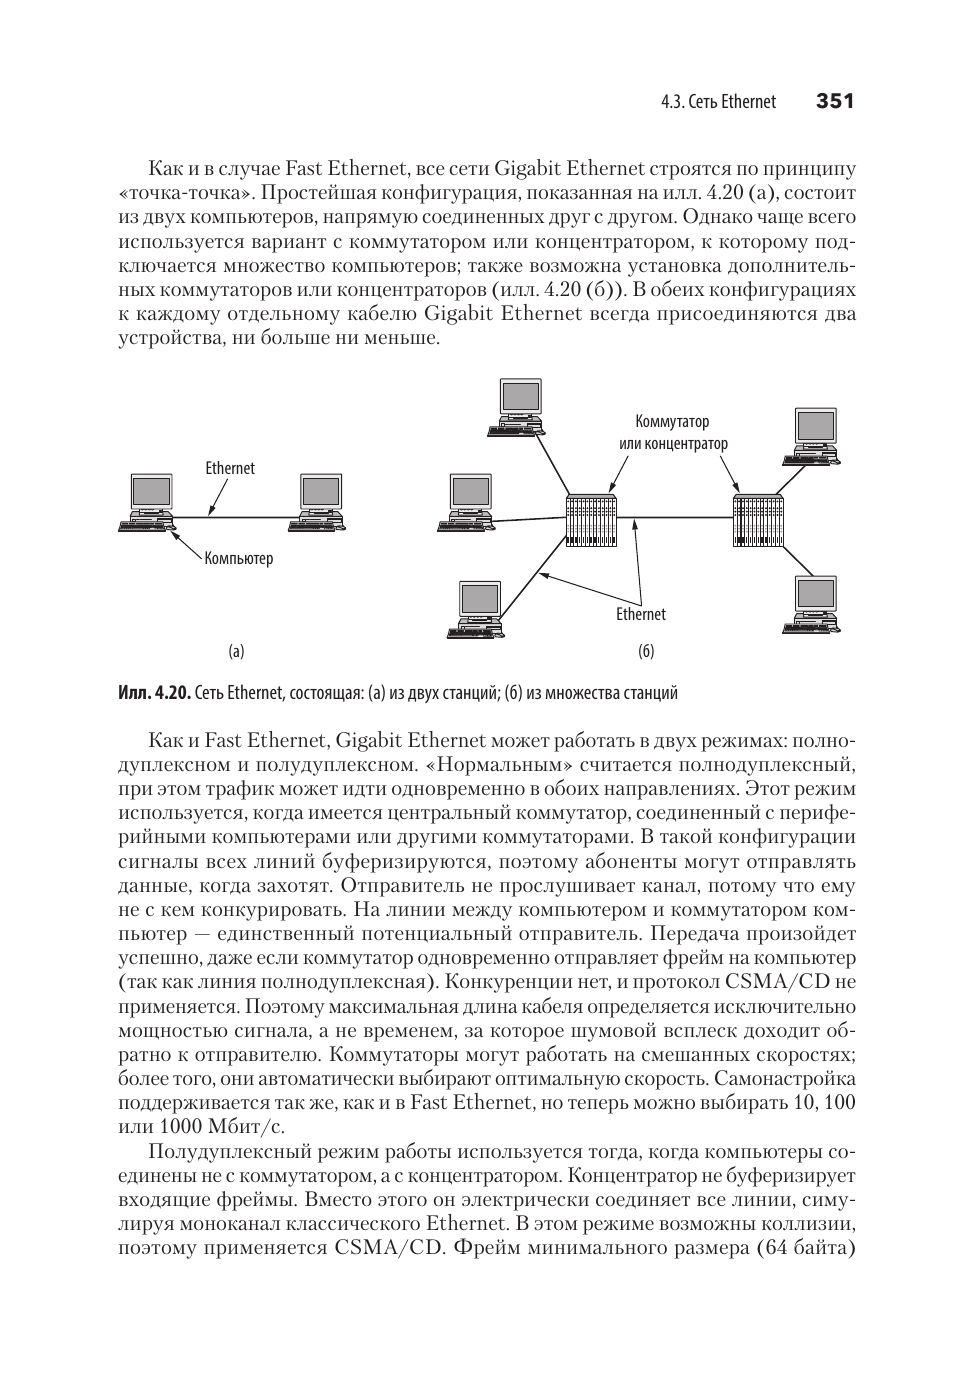 4.3. Сеть Ethernet 351
Как и в случае Fast Ethernet, все сети Gigabit Ethernet строятся по принципу
«точка-точка». Простейшая конфигурация, показанная на илл. 4.20 (а), состоит
из двух компьютеров, напрямую соединенных друг с другом. Однако чаще всего
используется вариант с коммутатором или концентратором, к которому под-
ключается множество компьютеров; также возможна установка дополнитель-
ных коммутаторов или концентраторов (илл. 4.20 (б)). В обеих конфигурациях
к каждому отдельному кабелю Gigabit Ethernet всегда присоединяются два
устройства, ни больше ни меньше.
Ethernet
Компьютер
(а)
Коммутатор
или концентратор
Ethernet
(б)
Илл. 4.20. Сеть Ethernet, состоящая: (а) из двух станций; (б) из множества станций
Как и Fast Ethernet, Gigabit Ethernet может работать в двух режимах: полно-
дуплексном и полудуплексном. «Нормальным» считается полнодуплексный,
при этом трафик может идти одновременно в обоих направлениях. Этот режим
используется, когда имеется центральный коммутатор, соединенный с перифе-
рийными компьютерами или другими коммутаторами. В такой конфигурации
сигналы всех линий буферизируются, поэтому абоненты могут отправлять
данные, когда захотят. Отправитель не прослушивает канал, потому что ему
не с кем конкурировать. На линии между компьютером и коммутатором ком-
пьютер — единственный потенциальный отправитель. Передача произойдет
успешно, даже если коммутатор одновременно отправляет фрейм на компьютер
(так как линия полнодуплексная). Конкуренции нет, и протокол CSMA/CD не
применяется. Поэтому максимальная длина кабеля определяется исключительно
мощностью сигнала, а не временем, за которое шумовой всплеск доходит об-
ратно к отправителю. Коммутаторы могут работать на смешанных скоростях;
более того, они автоматически выбирают оптимальную скорость. Самонастройка
поддерживается так же, как и в Fast Ethernet, но теперь можно выбирать 10, 100
или 1000 Мбит/с.
Полудуплексный режим работы используется тогда, когда компьютеры со-
единены не с коммутатором, а с концентратором. Концентратор не буферизирует
входящие фреймы. Вместо этого он электрически соединяет все линии, симу-
лируя моноканал классического Ethernet. В этом режиме возможны коллизии,
поэтому применяется CSMA/CD. Фрейм минимального размера (64 байта)